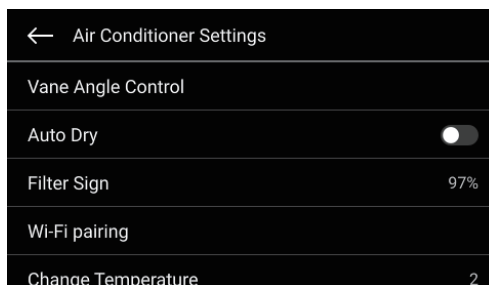 Air Conditioner Settings
Vane Angle Control
Auto Dry
Filter Sign 97%
Wi-Fi pairing
Change Temperature 2